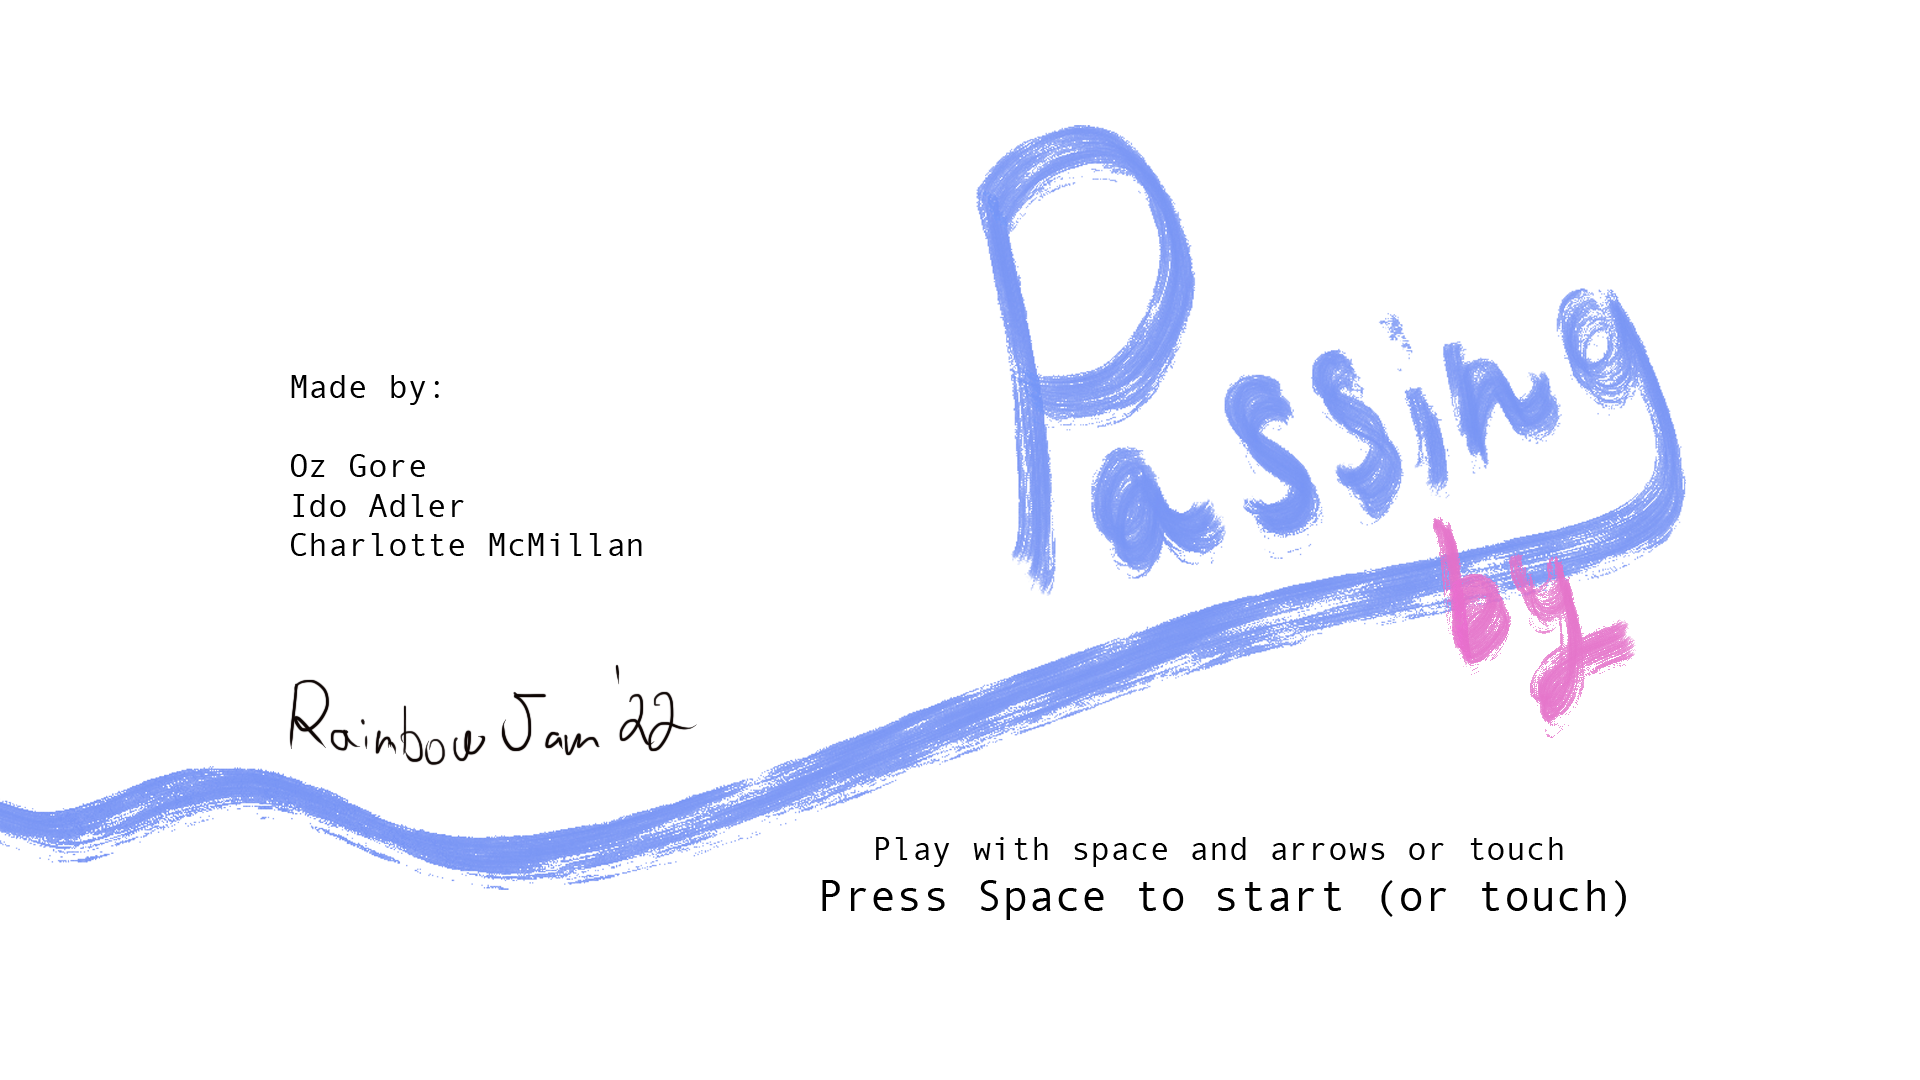 Passing
by
Made by:
Oz Gore
Ido Adler
Charlotte McMillan
Rainbow Jam '22
Play with space and arrows or touch
Press Space to start (or touch)